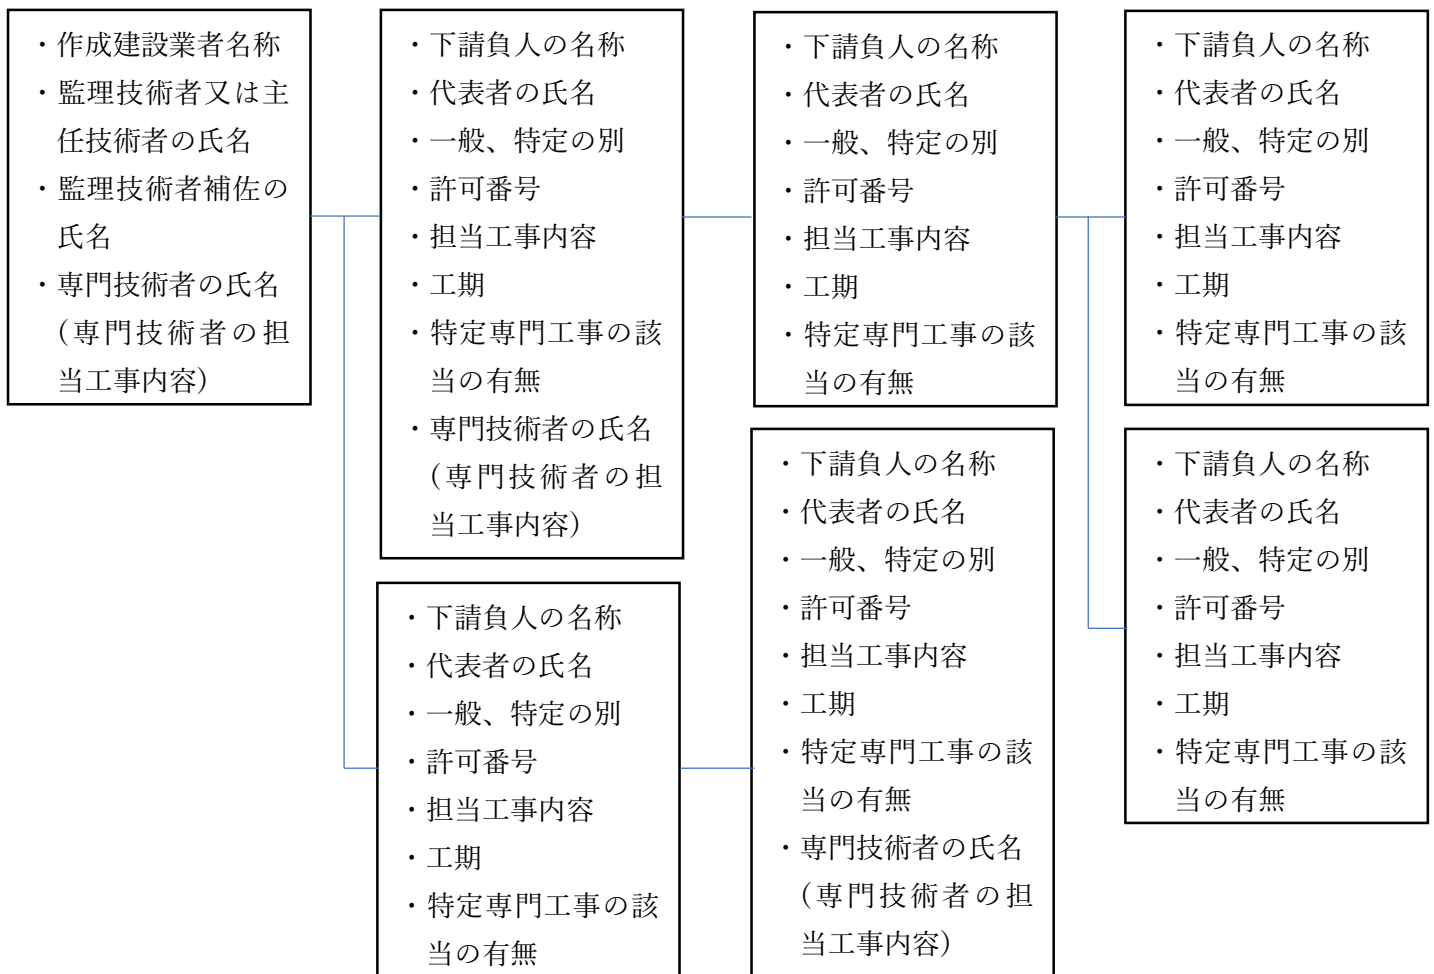 ・作成建設業者名称
・監理技術者又は主
任技術者の氏名
・監理技術者補佐の
氏名
・専門技術者の氏名
(専門技術者の担
当工事内容)
・下請負人の名称
・代表者の氏名
・一般、特定の別
・許可番号
・担当工事内容
・工期
・特定専門工事の該
当の有無
・専門技術者の氏名
(専門技術者の担
当工事内容)
・下請負人の名称
・代表者の氏名
・一般、特定の別
・許可番号
・担当工事内容
・工期
・特定専門工事の該
当の有無
・下請負人の名称
・代表者の氏名
・一般、特定の別
・許可番号
・担当工事内容
・工期
・特定専門工事の該
当の有無
・下請負人の名称
・代表者の氏名
・一般、特定の別
・許可番号
・担当工事内容
・工期
・特定専門工事の該
当の有無
・下請負人の名称
・代表者の氏名
・一般、特定の別
・許可番号
・担当工事内容
・工期
・特定専門工事の該
当の有無
・専門技術者の氏名
(専門技術者の担
当工事内容)
・下請負人の名称
・代表者の氏名
・一般、特定の別
・許可番号
・担当工事内容
・工期
・特定専門工事の該
当の有無